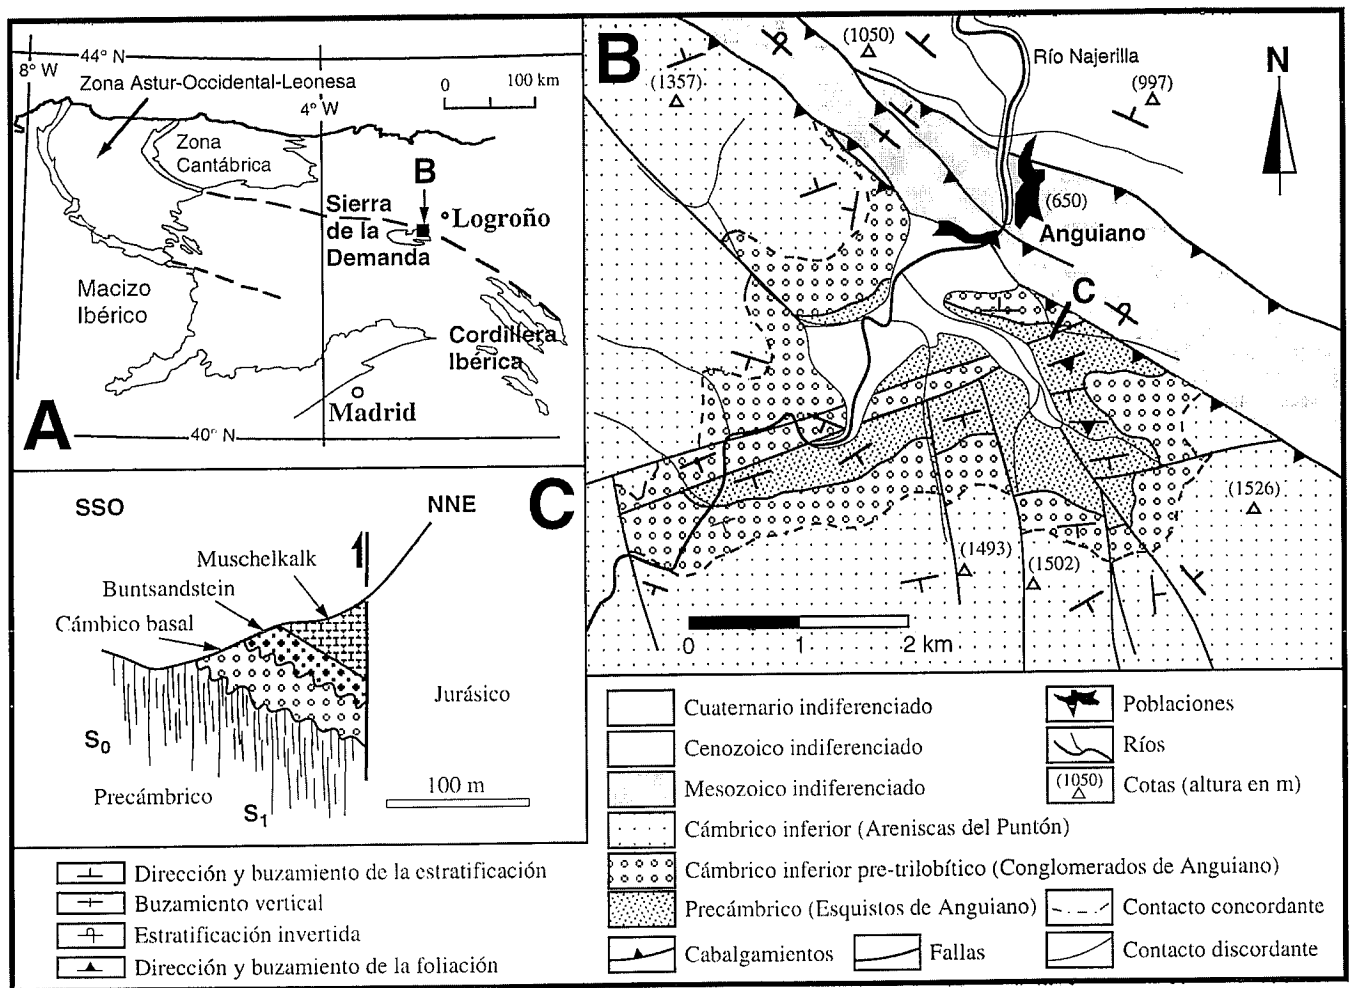 A
44° N
8° W
Zona Astur-Occidental-Leonesa
4° W
0 100 km
Zona
Cantábrica
B
Sierra
de la
Demanda
Logroño
Macizo
Ibérico
Cordillera
Ibérica
Madrid
40° N
B
(1357)
(1050)
Río Najerilla
(997)
N
(650)
Anguiano
C
(1526)
(1493)
(1502)
0 1 2 km
C
SSO
NNE
Muschelkalk
Buntsandstein
Cámbico basal
Jurásico
S0
Precámbrico
S1
100 m
Dirección y buzamiento de la estratificación
Buzamiento vertical
Estratificación invertida
Dirección y buzamiento de la foliación
Cuaternario indiferenciado
Cenozoico indiferenciado
Mesozoico indiferenciado
Cámbrico inferior (Areniscas del Puntón)
Cámbrico inferior pre-trilobítico (Conglomerados de Anguiano)
Precámbrico (Esquistos de Anguiano)
Cabalgamientos
Fallas
Poblaciones
Ríos
(1050)
Cotas (altura en m)
Contacto concordante
Contacto discordante